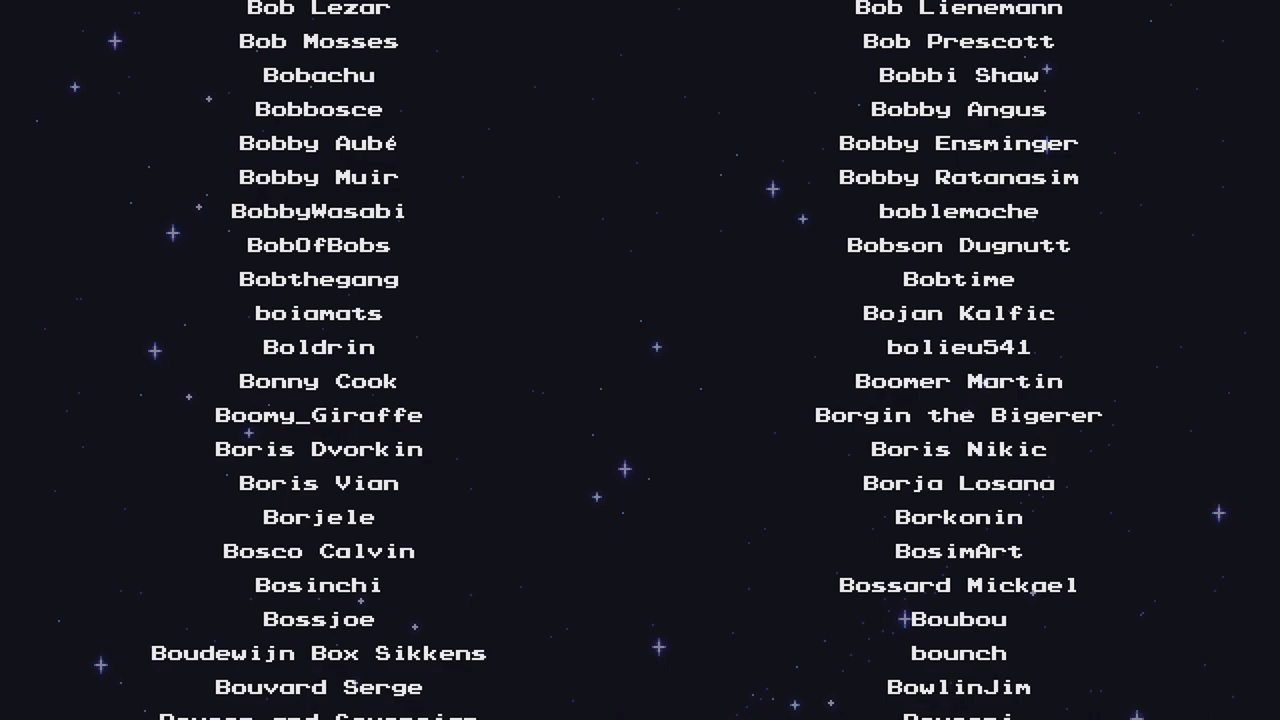 Bob Lezar
Bob Lienemann
Bob Mosses
Bob Prescott
Bobachu
Bobbi Shaw
Bobbosce
Bobby Angus
Bobby Aubé
Bobby Ensminger
Bobby Muir
Bobby Ratanasim
BobbyWasabi
boblemoche
BobOfBobs
Bobson Dugnutt
Bobthegang
Bobtime
boiamats
Bojan Kalfic
Boldrin
bolieu541
Bonny Cook
Boomer Martin
Boomy_Giraffe
Borgin the Bigerer
Boris Dvorkin
Boris Nikic
Boris Vian
Borja Losana
Borjele
Borkonin
Bosco Calvin
BosimArt
Bosinchi
Bossard Mickael
Bossjoe
Boubou
Boudewijn Box Sikkens
bounch
Bouvard Serge
BowlinJim